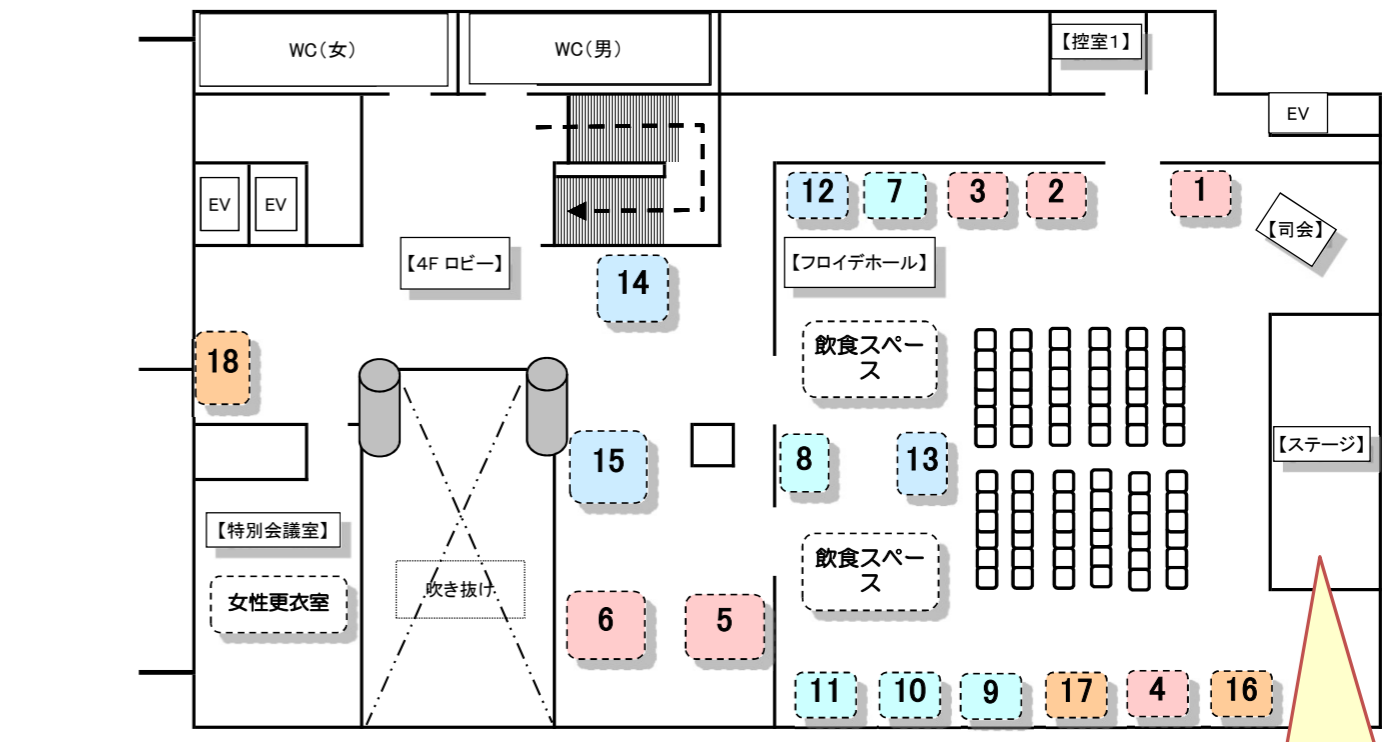 WC（女）
WC（男）
【控室1】
EV
EV
EV
12
7
3
2
1
【司会】
【4F ロビー】
【フロイデホール】
14
18
飲食スペー
ス
15
8
13
【ステージ】
【特別会議室】
女性更衣室
吹き抜け
飲食スペー
ス
6
5
11
10
9
17
4
16